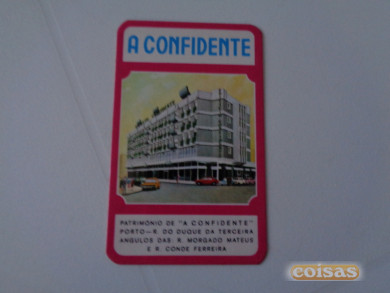 A CONFIDENTE
PATRIMÓNIO DE "A CONFIDENTE"
PORTO—R. DO DUQUE DA TERCEIRA
ANGULOS DAS R. MORGADO MATEUS
E R. CONDE FERREIRA
coisas